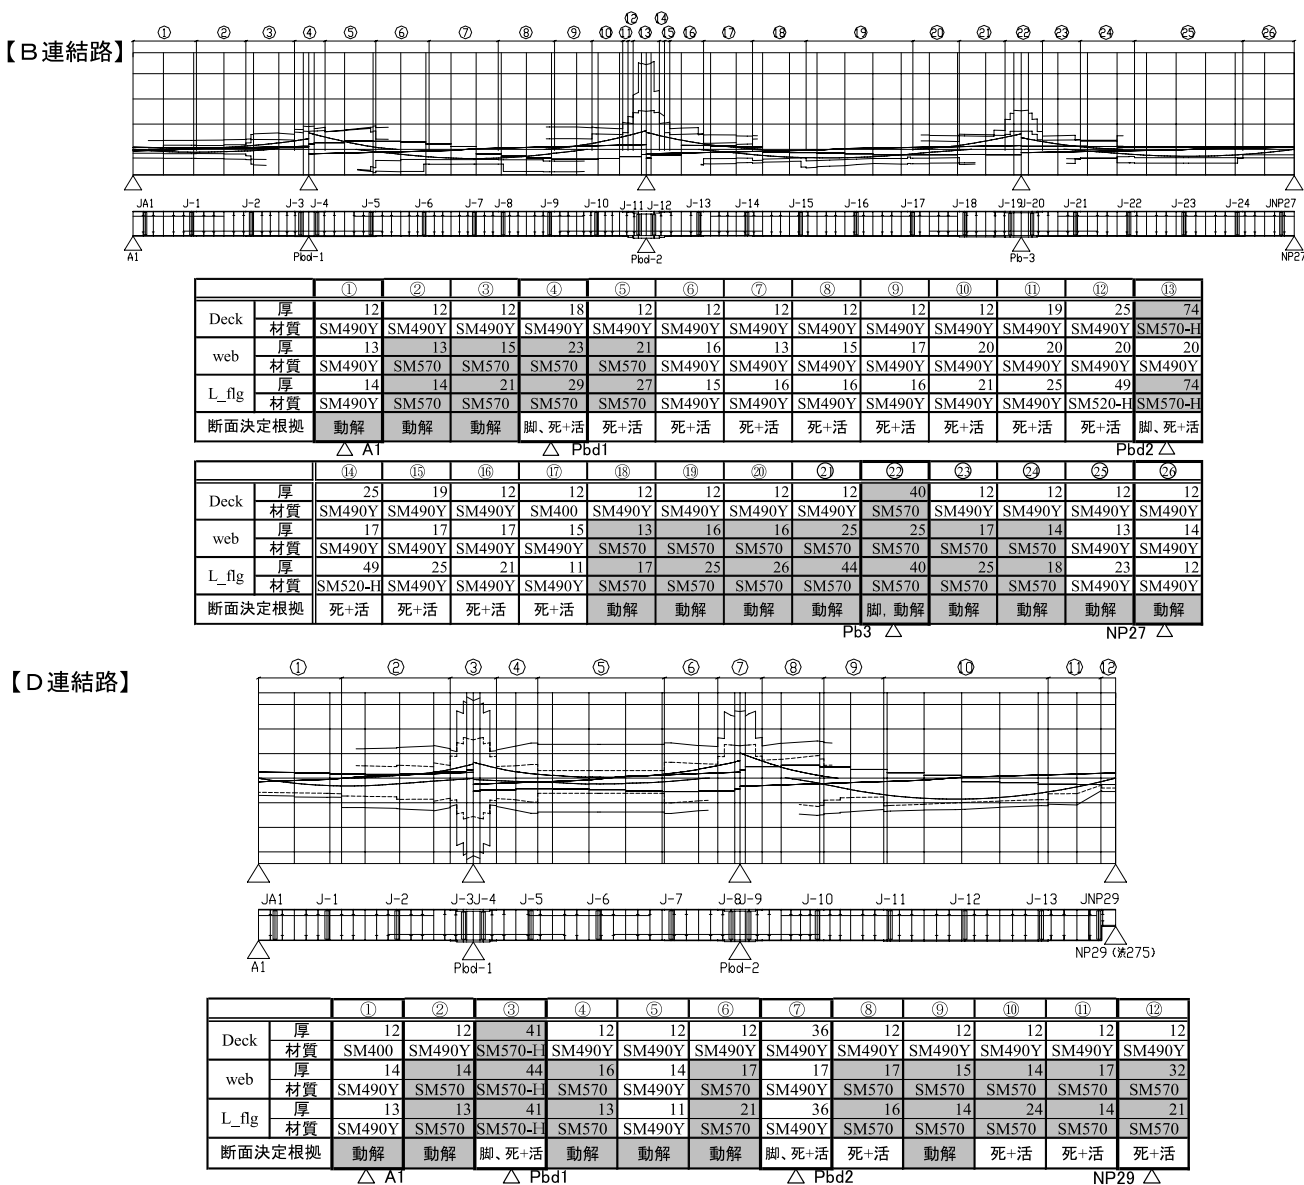 【B連結路】
① ② ③ ④ ⑤ ⑥ ⑦ ⑧ ⑨ ⑩ ⑪ ⑫ ⑬ ⑭ ⑮ ⑯ ⑰ ⑱ ⑲ ⑳ ㉑ ㉒ ㉓ ㉔ ㉕ ㉖
JA1 J-1 J-2 J-3 J-4 J-5 J-6 J-7 J-8 J-9 J-10 J-11 J-12 J-13 J-14 J-15 J-16 J-17 J-18 J-19 J-20 J-21 J-22 J-23 J-24 JNP27
A1 Pbd-1 Pbd-2 Pb-3 NP27
① ② ③ ④ ⑤ ⑥ ⑦ ⑧ ⑨ ⑩ ⑪ ⑫ ⑬
Deck 厚 12 12 12 18 12 12 12 12 12 12 19 25 74
材質 SM490Y SM490Y SM490Y SM490Y SM490Y SM490Y SM490Y SM490Y SM490Y SM490Y SM490Y SM490Y SM570-H
web 厚 13 13 15 23 21 16 13 15 17 20 20 20 20
材質 SM490Y SM570 SM570 SM570 SM570 SM490Y SM490Y SM490Y SM490Y SM490Y SM490Y SM490Y SM490Y
L_flg 厚 14 14 21 29 27 15 16 16 16 21 25 49 74
材質 SM490Y SM570 SM570 SM570 SM570 SM490Y SM490Y SM490Y SM490Y SM490Y SM490Y SM520-H SM570-H
断面決定根拠 動解 動解 動解 脚、死+活 死+活 死+活 死+活 死+活 死+活 死+活 死+活 死+活 脚、死+活
A1 Pbd1 Pbd2
⑭ ⑮ ⑯ ⑰ ⑱ ⑲ ⑳ ㉑ ㉒ ㉓ ㉔ ㉕ ㉖
Deck 厚 25 19 12 12 12 12 12 12 40 12 12 12 12
材質 SM490Y SM490Y SM490Y SM400 SM490Y SM490Y SM490Y SM490Y SM570 SM490Y SM490Y SM490Y SM490Y
web 厚 17 17 17 15 13 16 16 25 25 17 14 13 14
材質 SM490Y SM490Y SM490Y SM490Y SM570 SM570 SM570 SM570 SM570 SM570 SM570 SM490Y SM490Y
L_flg 厚 49 25 21 11 17 25 26 44 40 25 18 23 12
材質 SM520-H SM490Y SM490Y SM490Y SM570 SM570 SM570 SM570 SM570 SM570 SM570 SM490Y SM490Y
断面決定根拠 死+活 死+活 死+活 死+活 動解 動解 動解 動解 脚, 動解 動解 動解 動解 動解
Pb3 NP27
【D連結路】
① ② ③ ④ ⑤ ⑥ ⑦ ⑧ ⑨ ⑩ ⑪ ⑫
JA1 J-1 J-2 J-3 J-4 J-5 J-6 J-7 J-8 J-9 J-10 J-11 J-12 J-13 JNP29
A1 Pbd-1 Pbd-2 NP29 (渋275)
① ② ③ ④ ⑤ ⑥ ⑦ ⑧ ⑨ ⑩ ⑪ ⑫
Deck 厚 12 12 41 12 12 12 36 12 12 12 12 12
材質 SM400 SM490Y SM570-H SM490Y SM490Y SM490Y SM490Y SM490Y SM490Y SM490Y SM490Y SM490Y
web 厚 14 14 44 16 14 17 17 17 15 14 17 32
材質 SM490Y SM570 SM570-H SM570 SM490Y SM570 SM490Y SM570 SM570 SM570 SM570 SM570
L_flg 厚 13 13 41 13 11 21 36 16 14 24 14 21
材質 SM490Y SM570 SM570-H SM570 SM490Y SM570 SM490Y SM570 SM570 SM570 SM570 SM570
断面決定根拠 動解 動解 脚、死+活 動解 動解 動解 脚、死+活 死+活 動解 死+活 死+活 死+活
A1 Pbd1 Pbd2 NP29